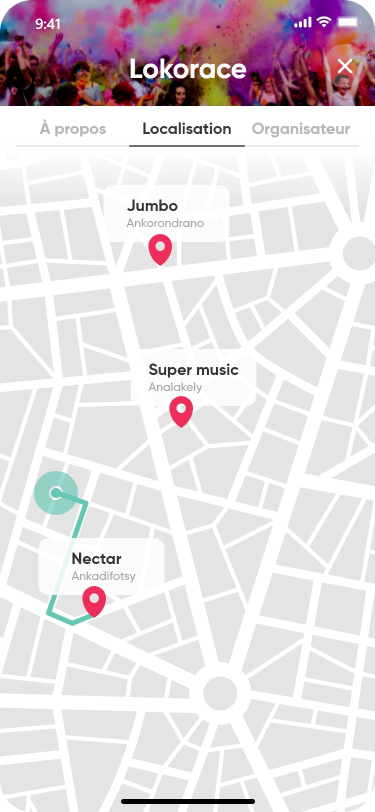 9:41
Lokorace
À propos Localisation Organisateur
Jumbo
Ankorondrano
Super music
Analakely
Nectar
Ankadifotsy